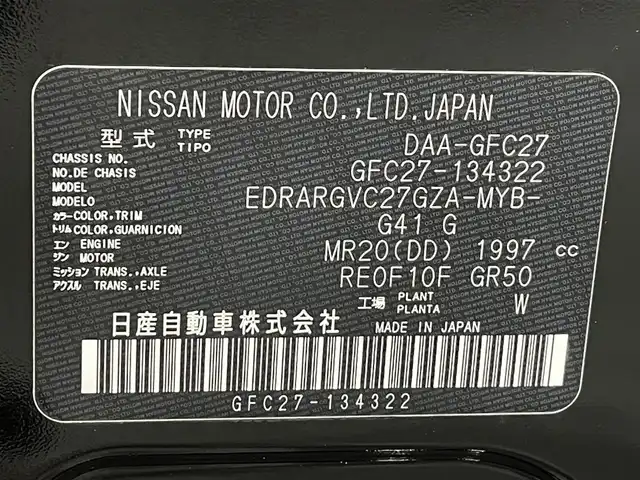 NISSAN MOTOR CO.,LTD.JAPAN
型式 TYPE TIPO DAA-GFC27
CHASSIS NO.
NO.DE CHASIS GFC27-134322
MODEL
MODELO EDRARGVC27GZA-MYB-
カラー COLOR,TRIM
トリム COLOR,GUARNICION G41 G
エン ENGINE
ジン MOTOR MR20(DD) 1997 cc
ミッション TRANS.,AXLE
アクスル TRANS.,EJE RE0F10F GR50
工場 PLANT PLANTA W
日産自動車株式会社 MADE IN JAPAN
GFC27-134322